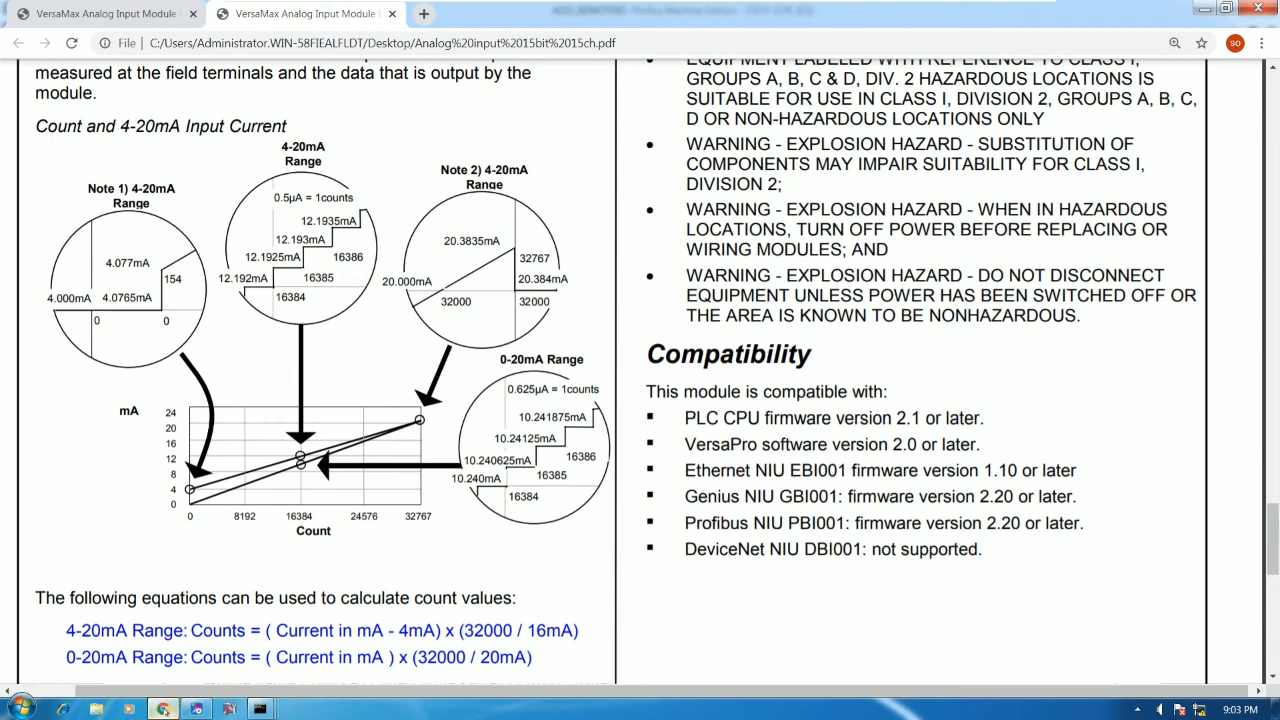 VersaMax Analog Input Module
VersaMax Analog Input Module
File
C:/Users/Administrator.WIN-58FIEALFLDT/Desktop/Analog%20input%2015bit%2015ch.pdf
so
measured at the field terminals and the data that is output by the
module.
Count and 4-20mA Input Current
Note 1) 4-20mA
Range
4.077mA
154
4.000mA
4.0765mA
0
0
4-20mA
Range
0.5µA = 1counts
12.1935mA
12.193mA
12.1925mA
16386
12.192mA
16385
16384
Note 2) 4-20mA
Range
20.3835mA
32767
20.000mA
20.384mA
32000
32000
0-20mA Range
0.625µA = 1counts
10.241875mA
10.24125mA
10.240625mA
16386
10.240mA
16385
16384
mA
24
20
16
12
8
4
0
0
8192
16384
24576
32767
Count
The following equations can be used to calculate count values:
4-20mA Range: Counts = ( Current in mA - 4mA) x (32000 / 16mA)
0-20mA Range: Counts = ( Current in mA ) x (32000 / 20mA)
EQUIPMENT LABELED WITH REFERENCE TO CLASS I,
GROUPS A, B, C & D, DIV. 2 HAZARDOUS LOCATIONS IS
SUITABLE FOR USE IN CLASS I, DIVISION 2, GROUPS A, B, C,
D OR NON-HAZARDOUS LOCATIONS ONLY
• WARNING - EXPLOSION HAZARD - SUBSTITUTION OF
COMPONENTS MAY IMPAIR SUITABILITY FOR CLASS I,
DIVISION 2;
• WARNING - EXPLOSION HAZARD - WHEN IN HAZARDOUS
LOCATIONS, TURN OFF POWER BEFORE REPLACING OR
WIRING MODULES; AND
• WARNING - EXPLOSION HAZARD - DO NOT DISCONNECT
EQUIPMENT UNLESS POWER HAS BEEN SWITCHED OFF OR
THE AREA IS KNOWN TO BE NONHAZARDOUS.
Compatibility
This module is compatible with:
▪ PLC CPU firmware version 2.1 or later.
▪ VersaPro software version 2.0 or later.
▪ Ethernet NIU EBI001 firmware version 1.10 or later
▪ Genius NIU GBI001: firmware version 2.20 or later.
▪ Profibus NIU PBI001: firmware version 2.20 or later.
▪ DeviceNet NIU DBI001: not supported.
9:03 PM